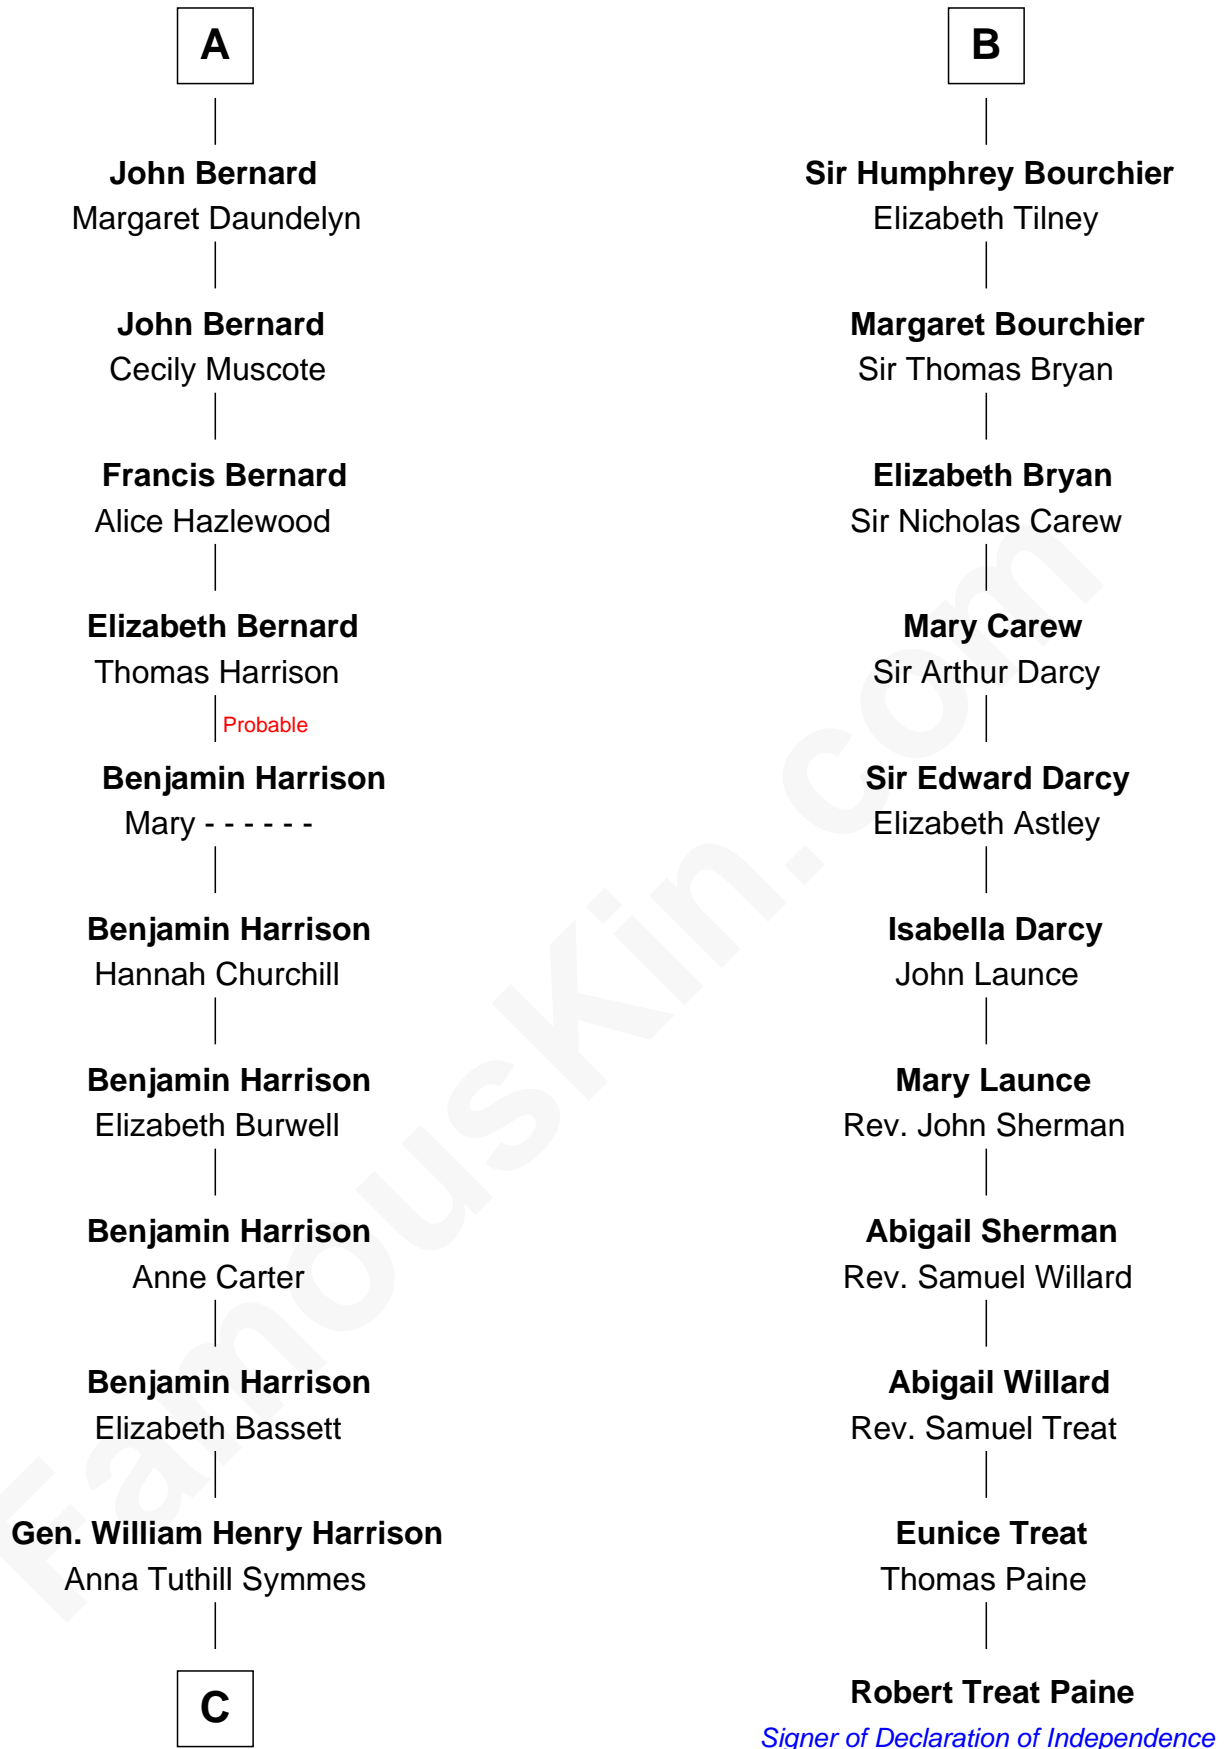 A
John Bernard
Margaret Daundelyn
John Bernard
Cecily Muscote
Francis Bernard
Alice Hazlewood
Elizabeth Bernard
Thomas Harrison
Probable
Benjamin Harrison
Mary - - - - - -
Benjamin Harrison
Hannah Churchill
Benjamin Harrison
Elizabeth Burwell
Benjamin Harrison
Anne Carter
Benjamin Harrison
Elizabeth Bassett
Gen. William Henry Harrison
Anna Tuthill Symmes
C
B
Sir Humphrey Bourchier
Elizabeth Tilney
Margaret Bourchier
Sir Thomas Bryan
Elizabeth Bryan
Sir Nicholas Carew
Mary Carew
Sir Arthur Darcy
Sir Edward Darcy
Elizabeth Astley
Isabella Darcy
John Launce
Mary Launce
Rev. John Sherman
Abigail Sherman
Rev. Samuel Willard
Abigail Willard
Rev. Samuel Treat
Eunice Treat
Thomas Paine
Robert Treat Paine
Signer of Declaration of Independence
FamousKin.com